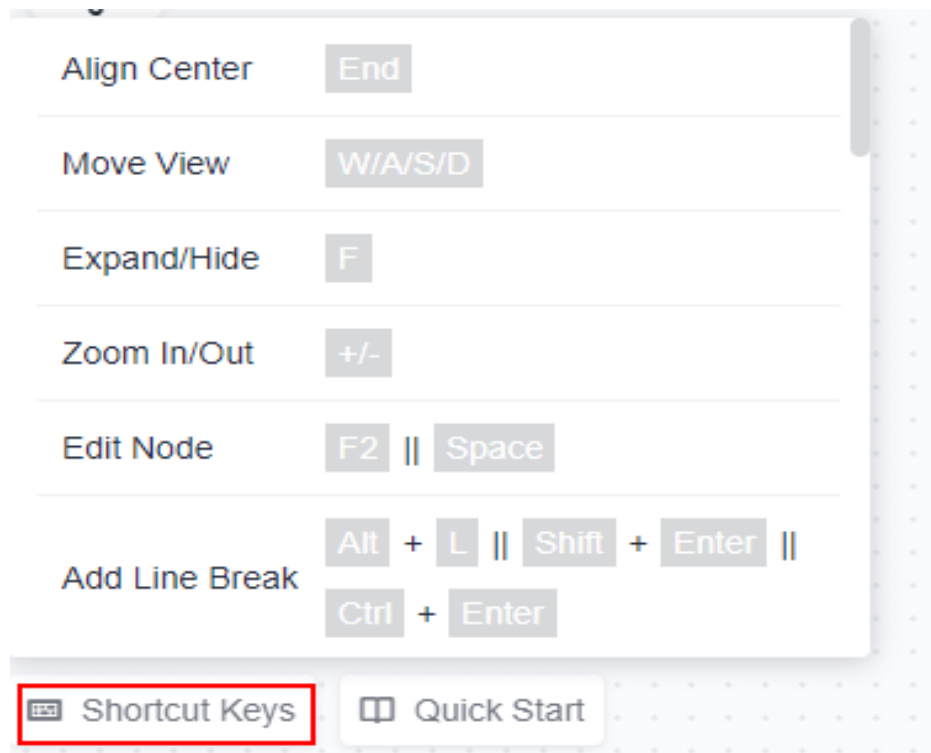 Align Center End
Move View W/A/S/D
Expand/Hide F
Zoom In/Out +/-
Edit Node F2 || Space
Add Line Break Alt + L || Shift + Enter ||
Ctrl + Enter
Shortcut Keys Quick Start